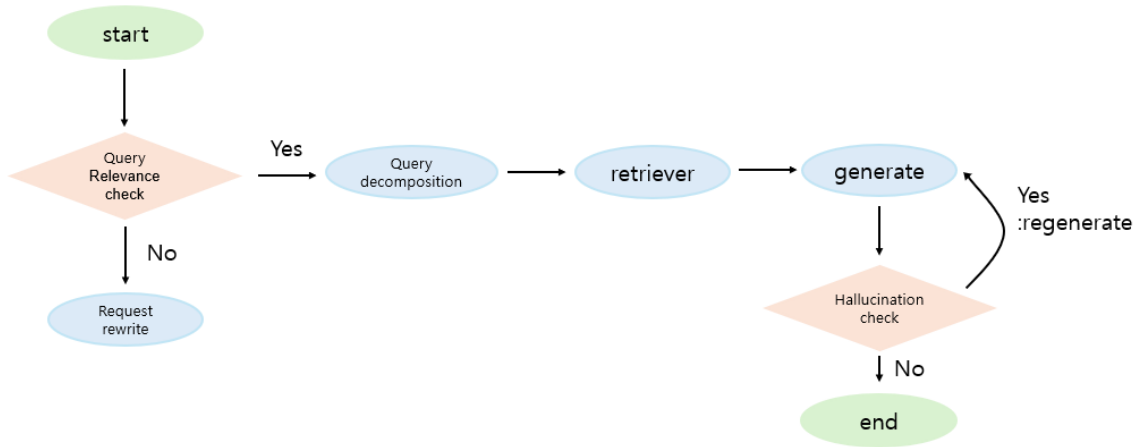 start
Query
Relevance
check
Yes
Query
decomposition
retriever
generate
Yes
:regenerate
No
Request
rewrite
Hallucination
check
No
end